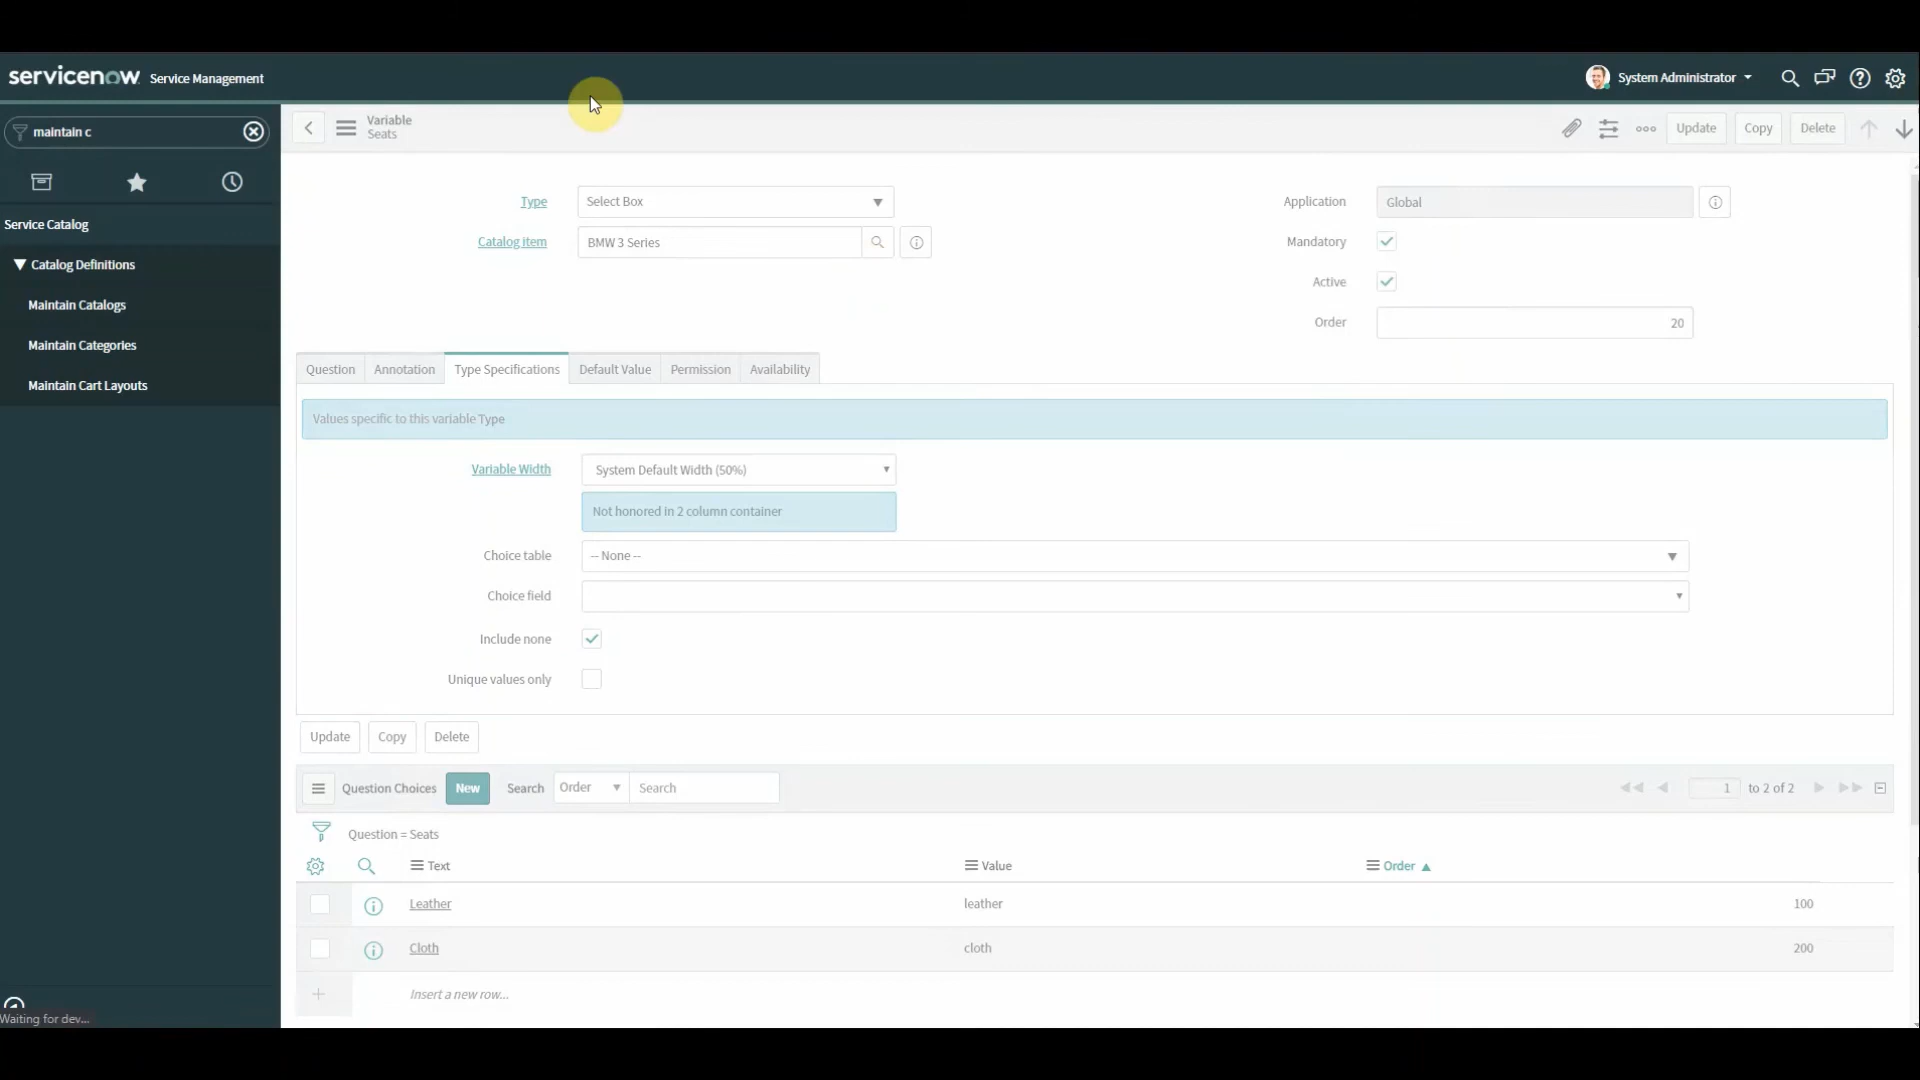 servicenow Service Management
System Administrator
maintain c
Variable
Seats
Update Copy Delete
Service Catalog
Catalog Definitions
Maintain Catalogs
Maintain Categories
Maintain Cart Layouts
Type Select Box
Application Global
Catalog item BMW 3 Series
Mandatory
Active
Order 20
Question Annotation Type Specifications Default Value Permission Availability
Values specific to this variable Type
Variable Width System Default Width (50%)
Not honored in 2 column container
Choice table -- None --
Choice field
Include none
Unique values only
Update Copy Delete
Question Choices New Search Order Search 1 to 2 of 2
Question = Seats
Text Value Order
Leather leather 100
Cloth cloth 200
Insert a new row...
Waiting for dev...